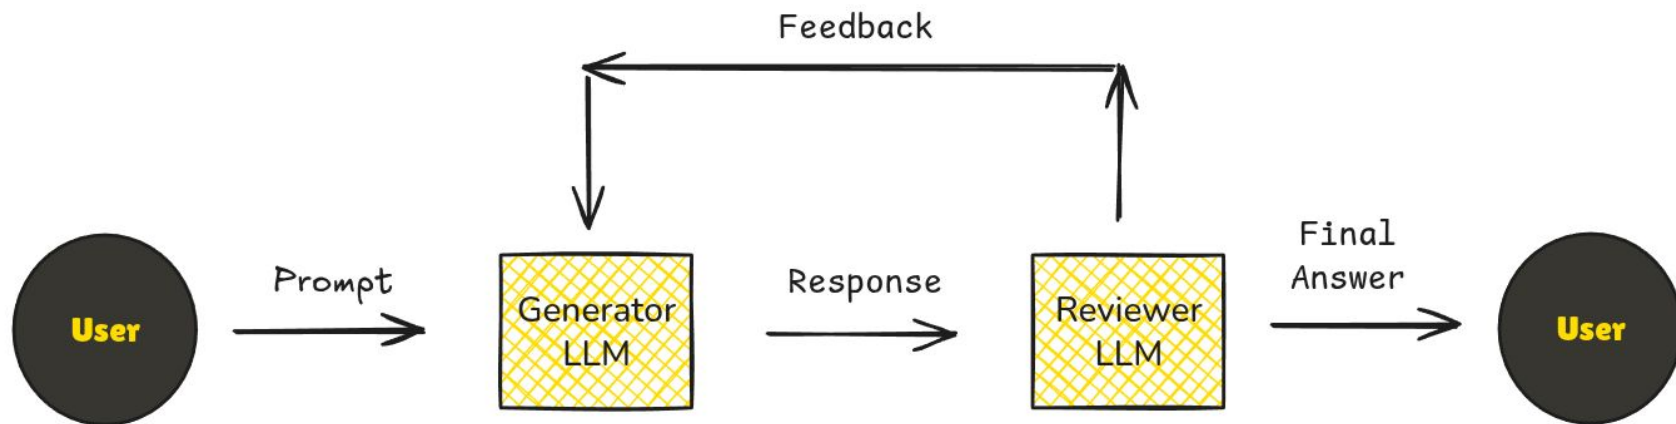 Feedback
User
Prompt
Generator
LLM
Response
Reviewer
LLM
Final
Answer
User